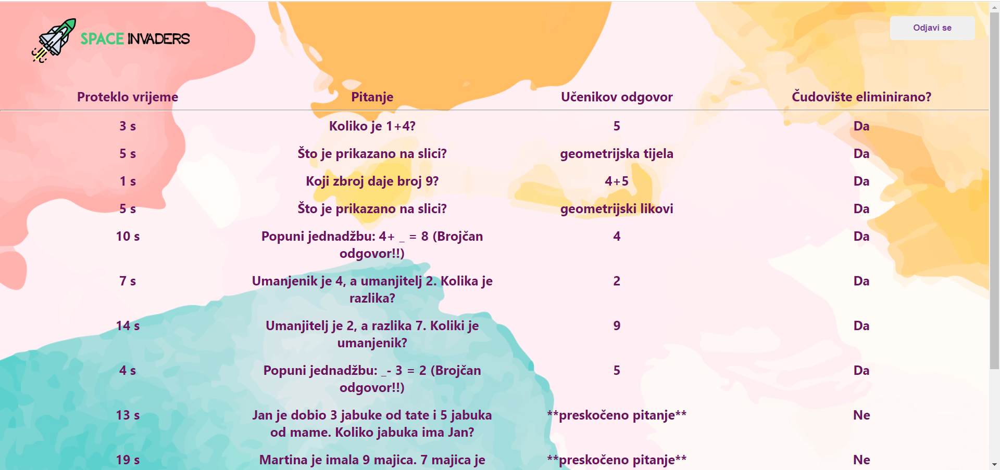 SPACE INVADERS
Odjavi se
Proteklo vrijeme Pitanje Učenikov odgovor Čudovište eliminirano?
3 s Koliko je 1+4? 5 Da
5 s Što je prikazano na slici? geometrijska tijela Da
1 s Koji zbroj daje broj 9? 4+5 Da
5 s Što je prikazano na slici? geometrijski likovi Da
10 s Popuni jednadžbu: 4+ _ = 8 (Brojčan 4 Da
odgovor!!)
7 s Umanjenik je 4, a umanjitelj 2. Kolika je 2 Da
razlika?
14 s Umanjitelj je 2, a razlika 7. Koliki je 9 Da
umanjenik?
4 s Popuni jednadžbu: _- 3 = 2 (Brojčan 5 Da
odgovor!!)
13 s Jan je dobio 3 jabuke od tate i 5 jabuka **preskočeno pitanje** Ne
od mame. Koliko jabuka ima Jan?
19 s Martina je imala 9 majica. 7 majica je **preskočeno pitanje** Ne